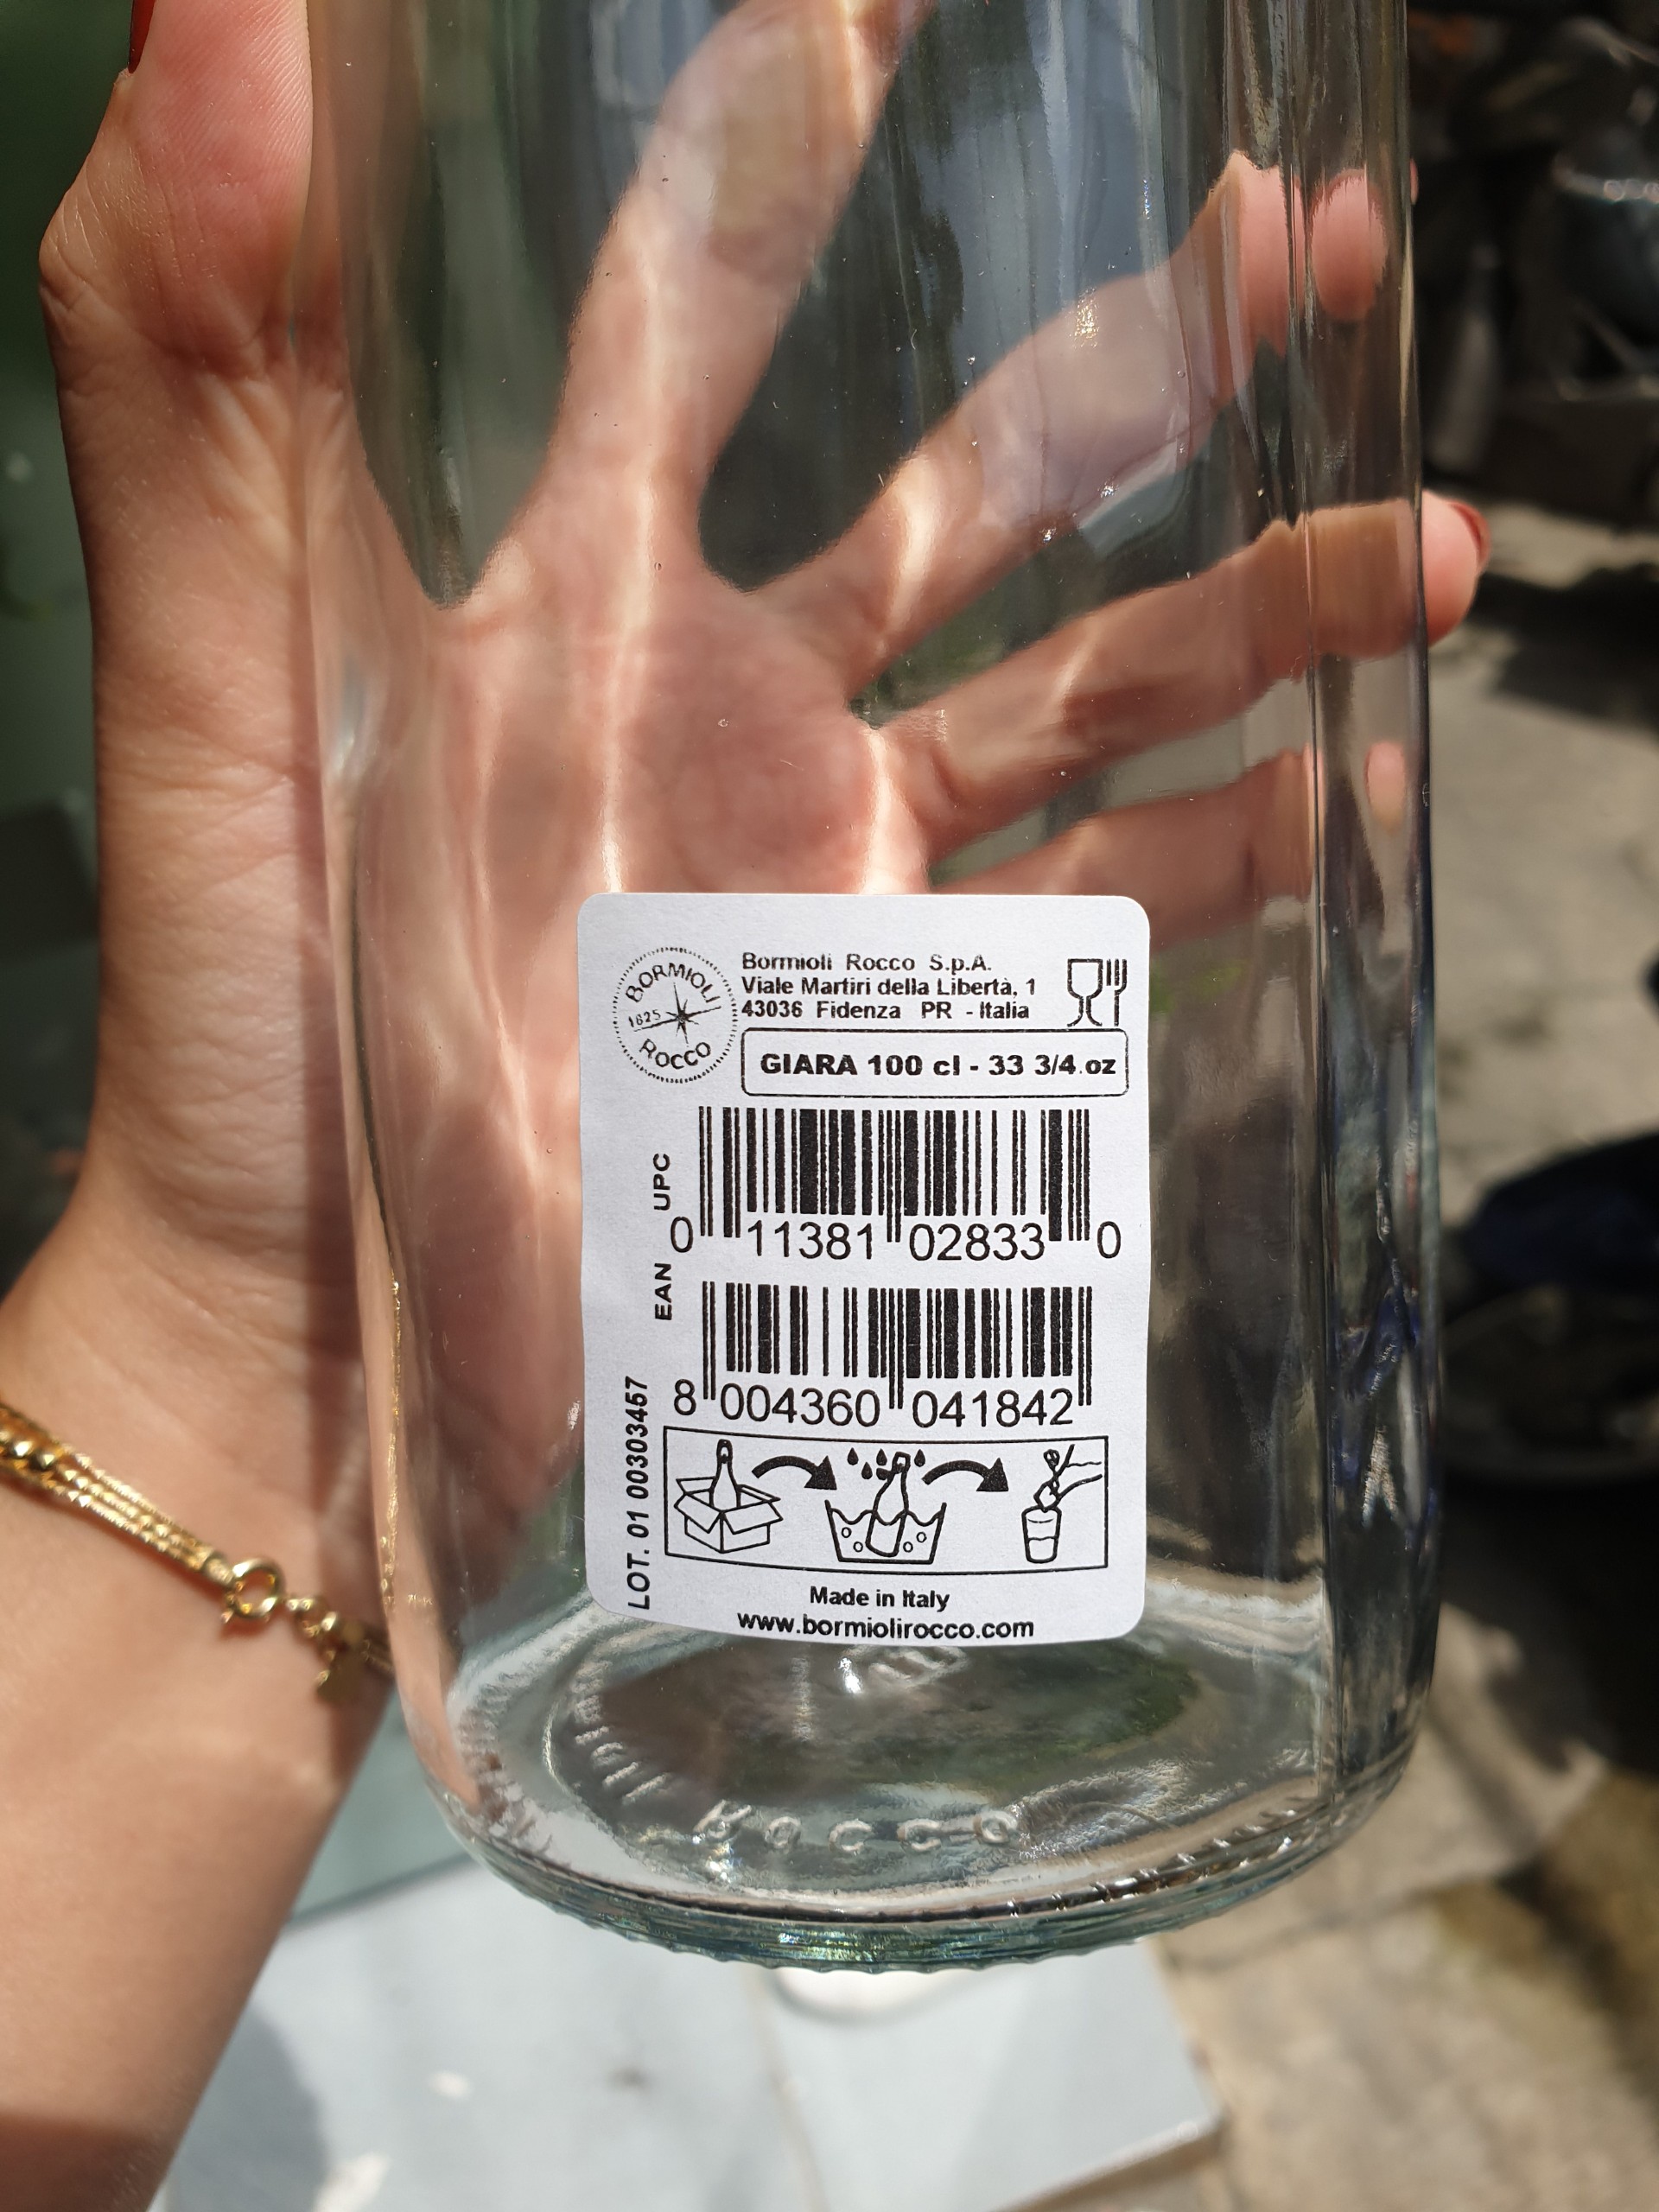 BORMIOLI
1825
ROCCO
Bormioli Rocco S.p.A.
Viale Martiri della Libertà, 1
43036 Fidenza PR - Italia
GIARA 100 cl - 33 3/4.oz
UPC
0 11381 02833 0
EAN
8 004360 041842
LOT. 01 00303457
Made in Italy
www.bormiolirocco.com
ROCCO